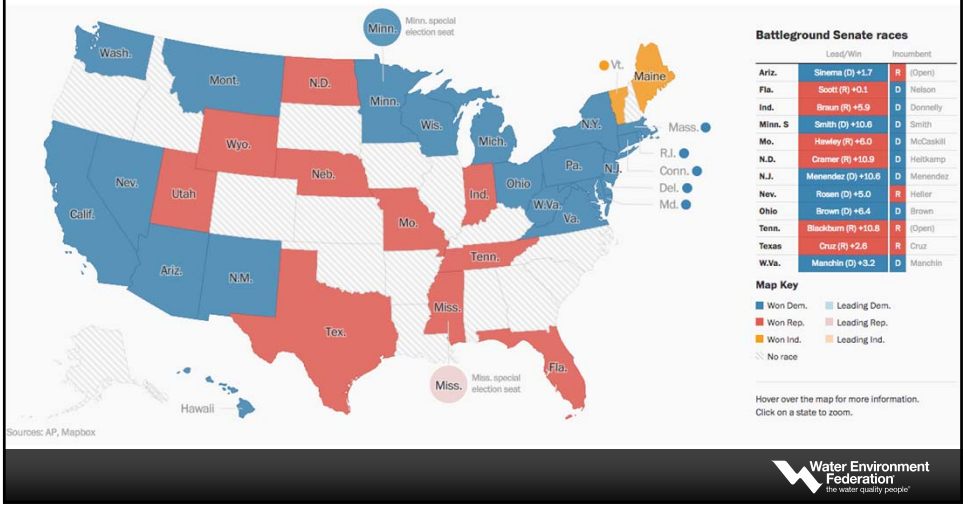 Minn.
Minn. special
election seat
Wash.
Mont.
N.D.
Minn.
Vt.
Maine
Wis.
Mich.
N.Y.
Mass.
R.I.
Conn.
Del.
Md.
Wyo.
Neb.
Nev.
Utah
Calif.
Ind.
Ohio
Pa.
N.J.
W.Va.
Va.
Mo.
Ariz.
N.M.
Tenn.
Miss.
Tex.
Fla.
Miss.
Miss. special
election seat
Hawaii
Sources: AP, Mapbox
Battleground Senate races
Lead/Win Incumbent
Ariz. Sinema (D) +1.7 R (Open)
Fla. Scott (R) +0.1 D Nelson
Ind. Braun (R) +5.9 D Donnelly
Minn. S Smith (D) +10.6 D Smith
Mo. Hawley (R) +6.0 D McCaskill
N.D. Cramer (R) +10.9 D Heitkamp
N.J. Menendez (D) +10.6 D Menendez
Nev. Rosen (D) +5.0 R Heller
Ohio Brown (D) +6.4 D Brown
Tenn. Blackburn (R) +10.8 R (Open)
Texas Cruz (R) +2.6 R Cruz
W.Va. Manchin (D) +3.2 D Manchin
Map Key
Won Dem. Leading Dem.
Won Rep. Leading Rep.
Won Ind. Leading Ind.
No race
Hover over the map for more information.
Click on a state to zoom.
Water Environment
Federation
the water quality people®